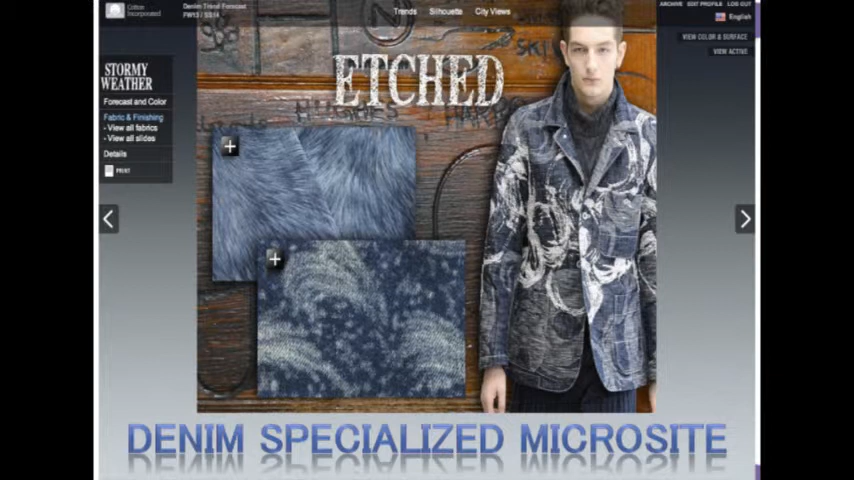 Cotton
Incorporated
Denim Trend Forecast
FW13 / SS14
Trends
Silhouette
City Views
ARCHIVE
EDIT PROFILE
LOG OUT
English
VIEW COLOR & SURFACE
VIEW ACTIVE
STORMY
WEATHER
Forecast and Color
Fabric & Finishing
- View all fabrics
- View all slides
Details
PRINT
ETCHED
DENIM SPECIALIZED MICROSITE